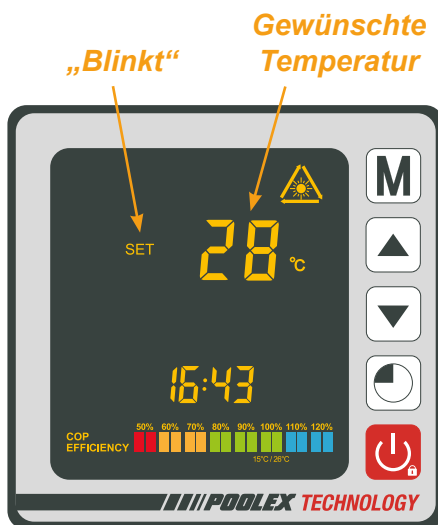 Gewünschte
„Blinkt“ Temperatur
M
SET 28 °C
16:43
50% 60% 70% 80% 90% 100% 110% 120%
COP
EFFICIENCY
15°C / 26°C
POOLEX TECHNOLOGY